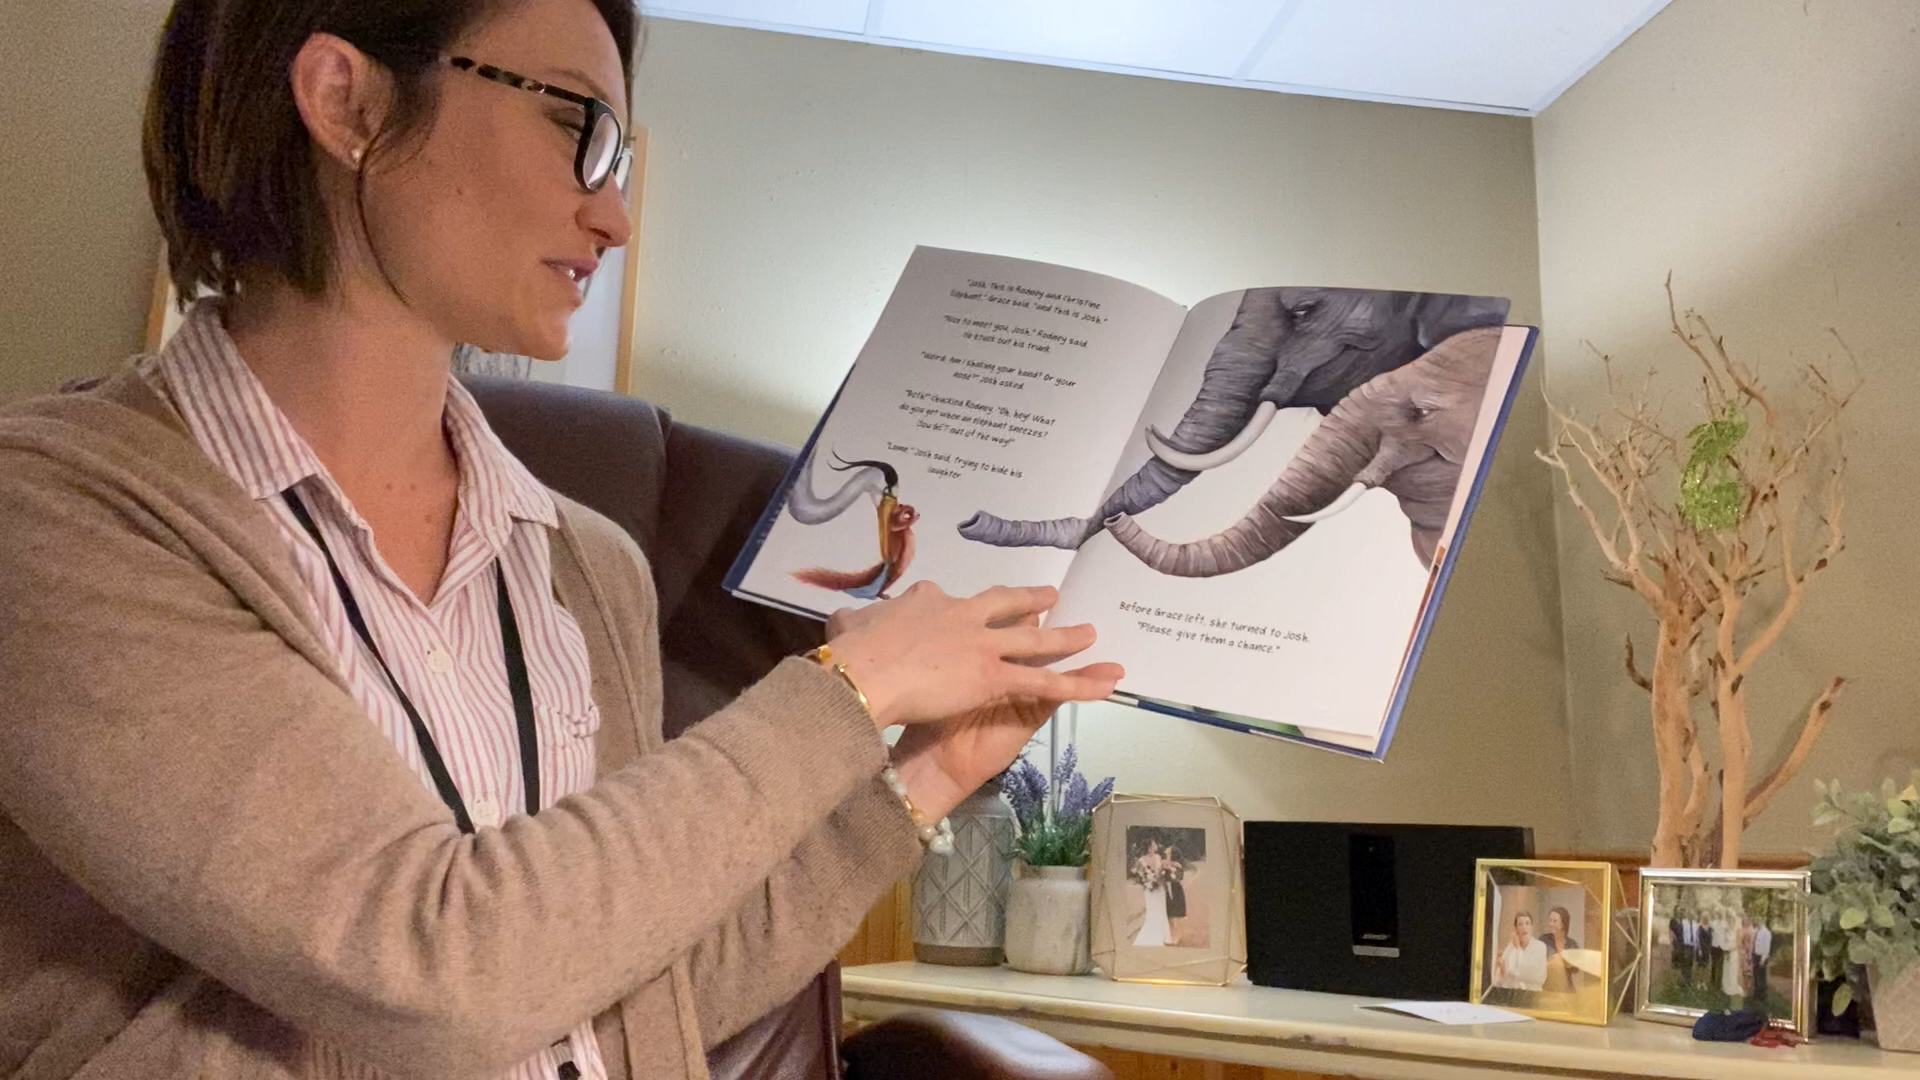 "Josh, this is Rodney and Christine
Elephant," Grace said, "and this is Josh."
"Nice to meet you, Josh," Rodney said
he stuck out his trunk.
"Weird. Am I shaking your hand? Or your
nose?" Josh asked.
"Both!" chuckled Rodney. "Oh, hey! What
do you get when an elephant sneezes?
You GET out of the way!"
"Lame," Josh said, trying to hide his
laughter.
Before Grace left, she turned to Josh.
"Please, give them a chance."
BOSE